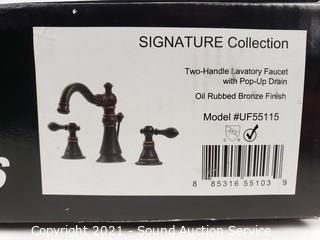 SIGNATURE Collection
Two-Handle Lavatory Faucet
with Pop-Up Drain
Oil Rubbed Bronze Finish
Model #UF55115
8 85316 55103 9
s
Copyright 2021 - Sound Auction Service